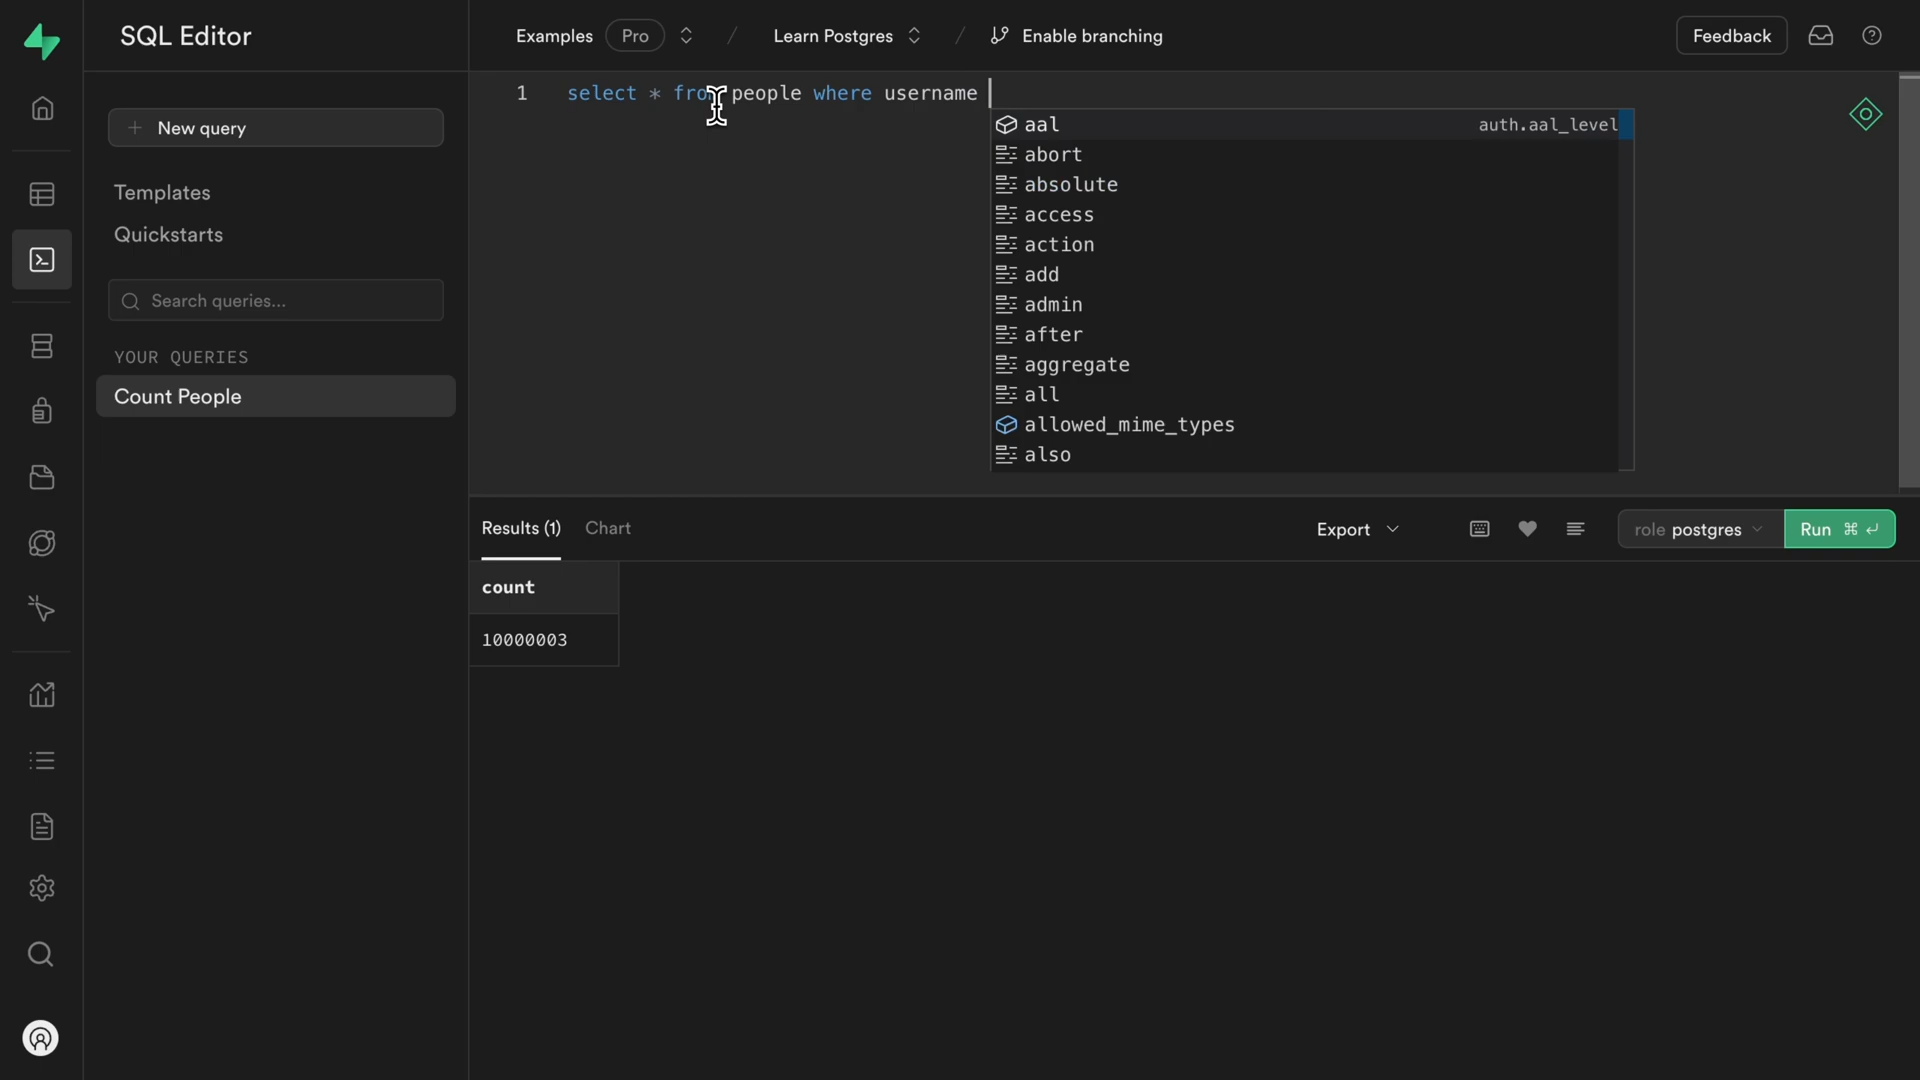 SQL Editor
Examples Pro / Learn Postgres / Enable branching
Feedback
New query
Templates
Quickstarts
Search queries...
YOUR QUERIES
Count People
1 select * from people where username
aal auth.aal_level
abort
absolute
access
action
add
admin
after
aggregate
all
allowed_mime_types
also
Results (1) Chart
Export
role postgres
Run ⌘ ↵
count
10000003